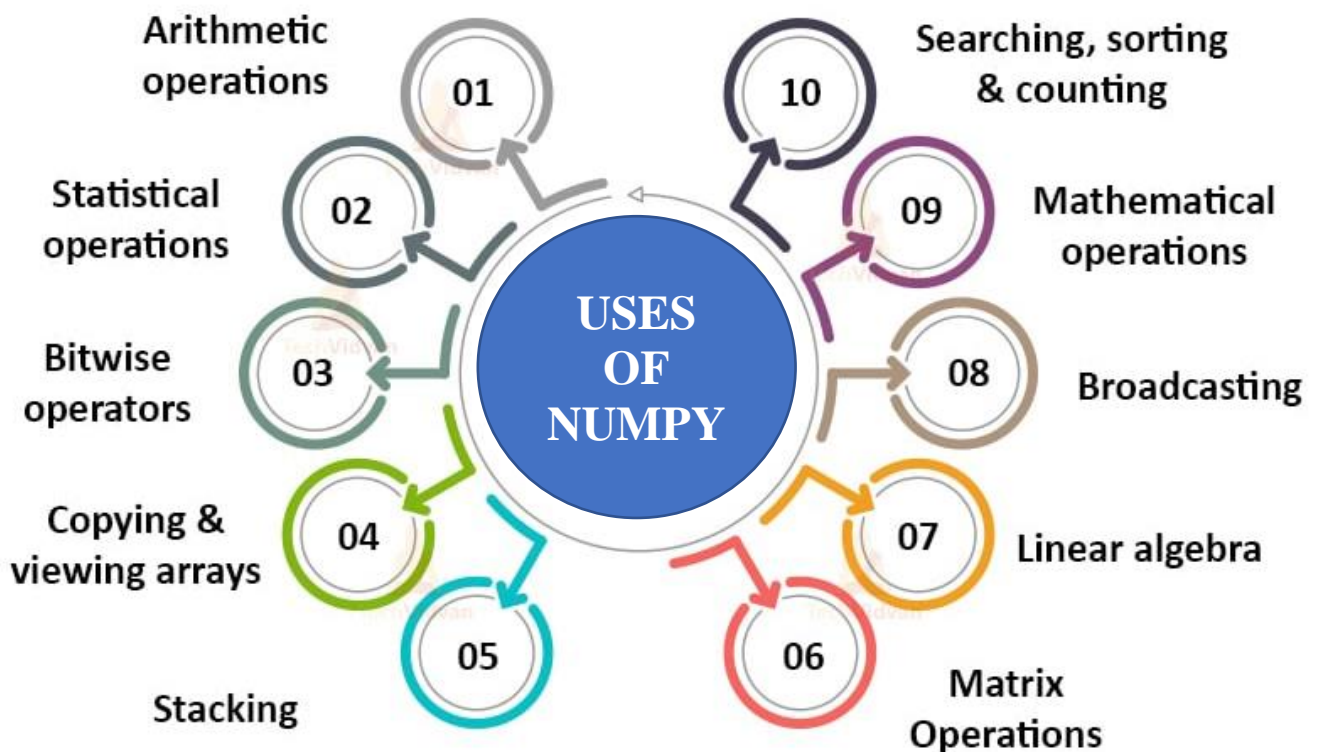 USES
OF
NUMPY
01
Arithmetic
operations
02
Statistical
operations
03
Bitwise
operators
04
Copying &
viewing arrays
05
Stacking
06
Matrix
Operations
07
Linear algebra
08
Broadcasting
09
Mathematical
operations
10
Searching, sorting
& counting
TechVidvan